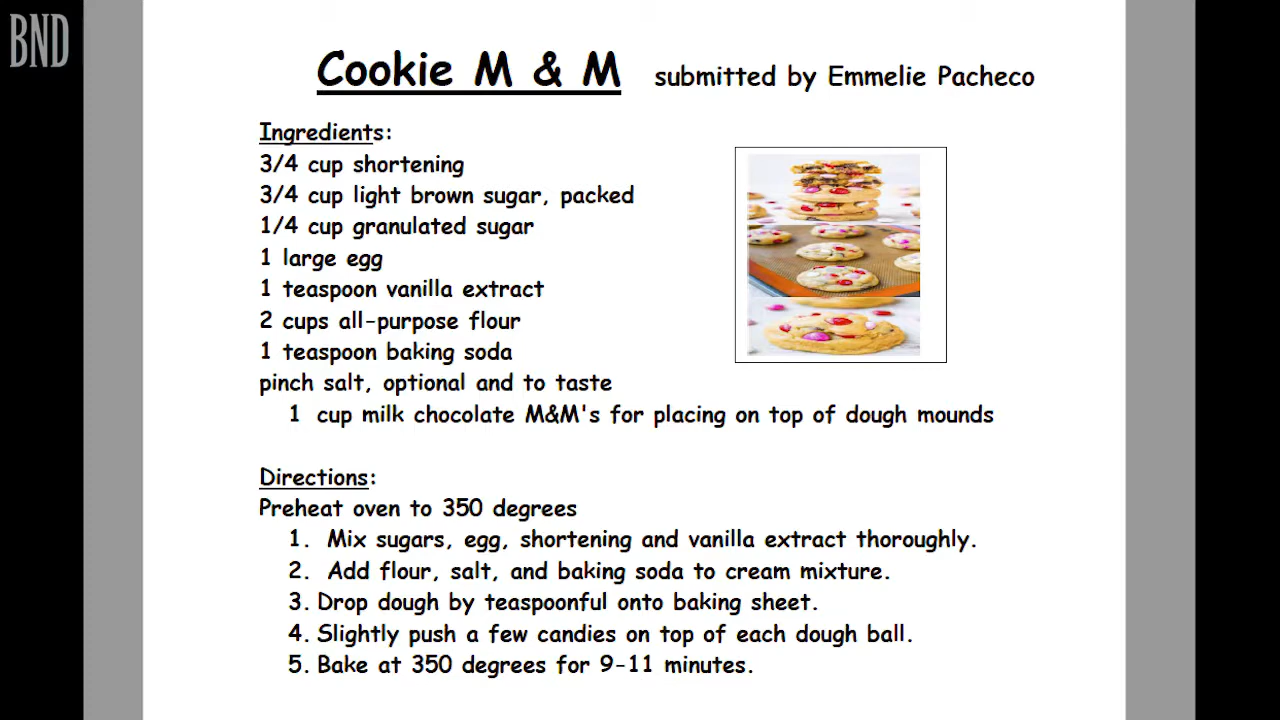 BND
Cookie M & M submitted by Emmelie Pacheco
Ingredients:
3/4 cup shortening
3/4 cup light brown sugar, packed
1/4 cup granulated sugar
1 large egg
1 teaspoon vanilla extract
2 cups all-purpose flour
1 teaspoon baking soda
pinch salt, optional and to taste
1 cup milk chocolate M&M's for placing on top of dough mounds
Directions:
Preheat oven to 350 degrees
1. Mix sugars, egg, shortening and vanilla extract thoroughly.
2. Add flour, salt, and baking soda to cream mixture.
3. Drop dough by teaspoonful onto baking sheet.
4. Slightly push a few candies on top of each dough ball.
5. Bake at 350 degrees for 9-11 minutes.